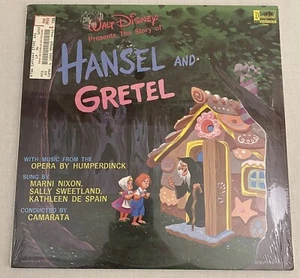 Walt Disney
Presents The Story of
HANSEL AND
GRETEL
WITH MUSIC FROM THE
OPERA BY HUMPERDINCK
SUNG BY
MARNI NIXON,
SALLY SWEETLAND,
KATHLEEN DE SPAIN
CONDUCTED BY
CAMARATA
Disneyland